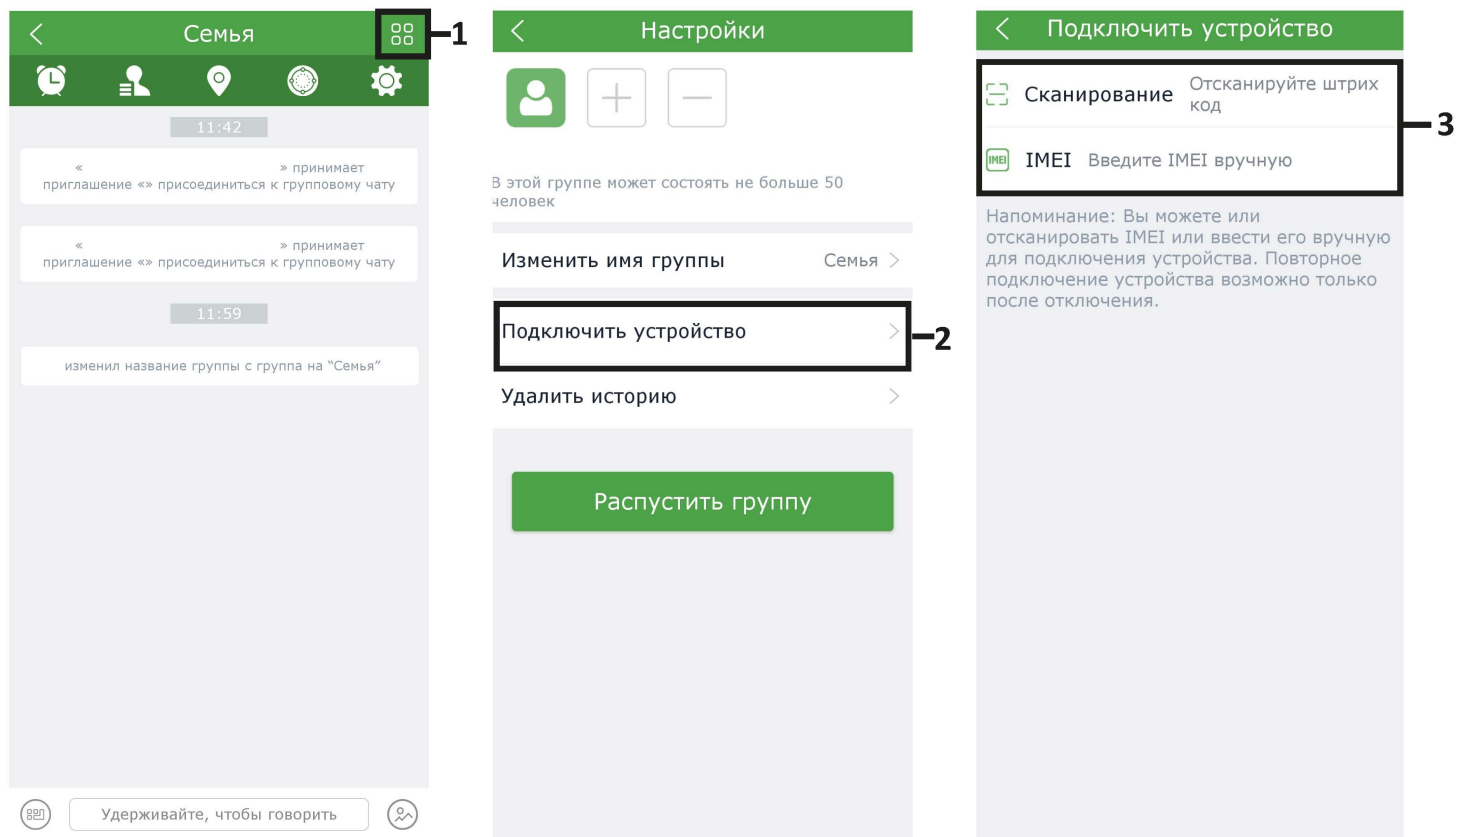 Семья
1
11:42
« » принимает
приглашение «» присоединиться к групповому чату
« » принимает
приглашение «» присоединиться к групповому чату
11:59
изменил название группы с группа на “Семья”
Удерживайте, чтобы говорить
Настройки
В этой группе может состоять не больше 50
человек
Изменить имя группы Семья
Подключить устройство
2
Удалить историю
Распустить группу
Подключить устройство
Сканирование Отсканируйте штрих
код
3
IMEI IMEI Введите IMEI вручную
Напоминание: Вы можете или
отсканировать IMEI или ввести его вручную
для подключения устройства. Повторное
подключение устройства возможно только
после отключения.